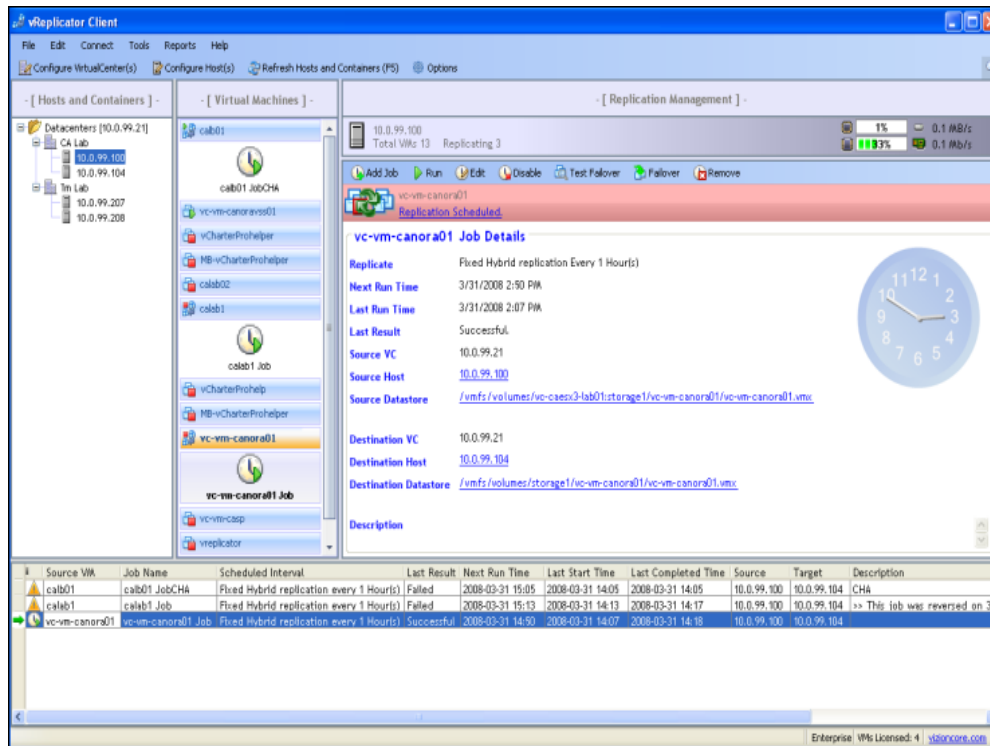 vReplicator Client
File Edit Connect Tools Reports Help
Configure VirtualCenter(s) Configure Host(s) Refresh Hosts and Containers (F5) Options
- [ Hosts and Containers ] -
Datacenters [10.0.99.21]
CA Lab
10.0.99.100
10.0.99.104
Tm Lab
10.0.99.207
10.0.99.208
- [ Virtual Machines ] -
calb01
calb01 JobCHA
vc-vm-canoravss01
vCharterProhelper
MB-vCharterProhelper
calab02
calab1
calab1 Job
vCharterProhelp
MB-vCharterProhelper
vc-vm-canora01
vc-vm-canora01 Job
vc-vm-casp
vreplicator
- [ Replication Management ] -
10.0.99.100
Total VMs 13 Replicating 3
1% 0.1 MB/s
33% 0.1 Mb/s
Add Job Run Edit Disable Test Failover Failover Remove
vc-vm-canora01
Replication Scheduled.
vc-vm-canora01 Job Details
Replicate Fixed Hybrid replication Every 1 Hour(s)
Next Run Time 3/31/2008 2:50 PM
Last Run Time 3/31/2008 2:07 PM
Last Result Successful.
Source VC 10.0.99.21
Source Host 10.0.99.100
Source Datastore /vmfs/volumes/vc-caesx3-lab01:storage1/vc-vm-canora01/vc-vm-canora01.vmx
Destination VC 10.0.99.21
Destination Host 10.0.99.104
Destination Datastore /vmfs/volumes/storage1/vc-vm-canora01/vc-vm-canora01.vmx
Description
11 12 1
10 2
9 3
8 4
7 6 5
Source VM Job Name Scheduled Interval Last Result Next Run Time Last Start Time Last Completed Time Source Target Description
calb01 calb01 JobCHA Fixed Hybrid replication every 1 Hour(s) Failed 2008-03-31 15:05 2008-03-31 14:05 2008-03-31 14:05 10.0.99.100 10.0.99.104 CHA
calab1 calab1 Job Fixed Hybrid replication every 1 Hour(s) Failed 2008-03-31 15:13 2008-03-31 14:13 2008-03-31 14:17 10.0.99.100 10.0.99.104 >> This job was reversed on 3
vc-vm-canora01 vc-vm-canora01 Job Fixed Hybrid replication every 1 Hour(s) Successful 2008-03-31 14:50 2008-03-31 14:07 2008-03-31 14:18 10.0.99.100 10.0.99.104
Enterprise VMs Licensed: 4 vizioncore.com